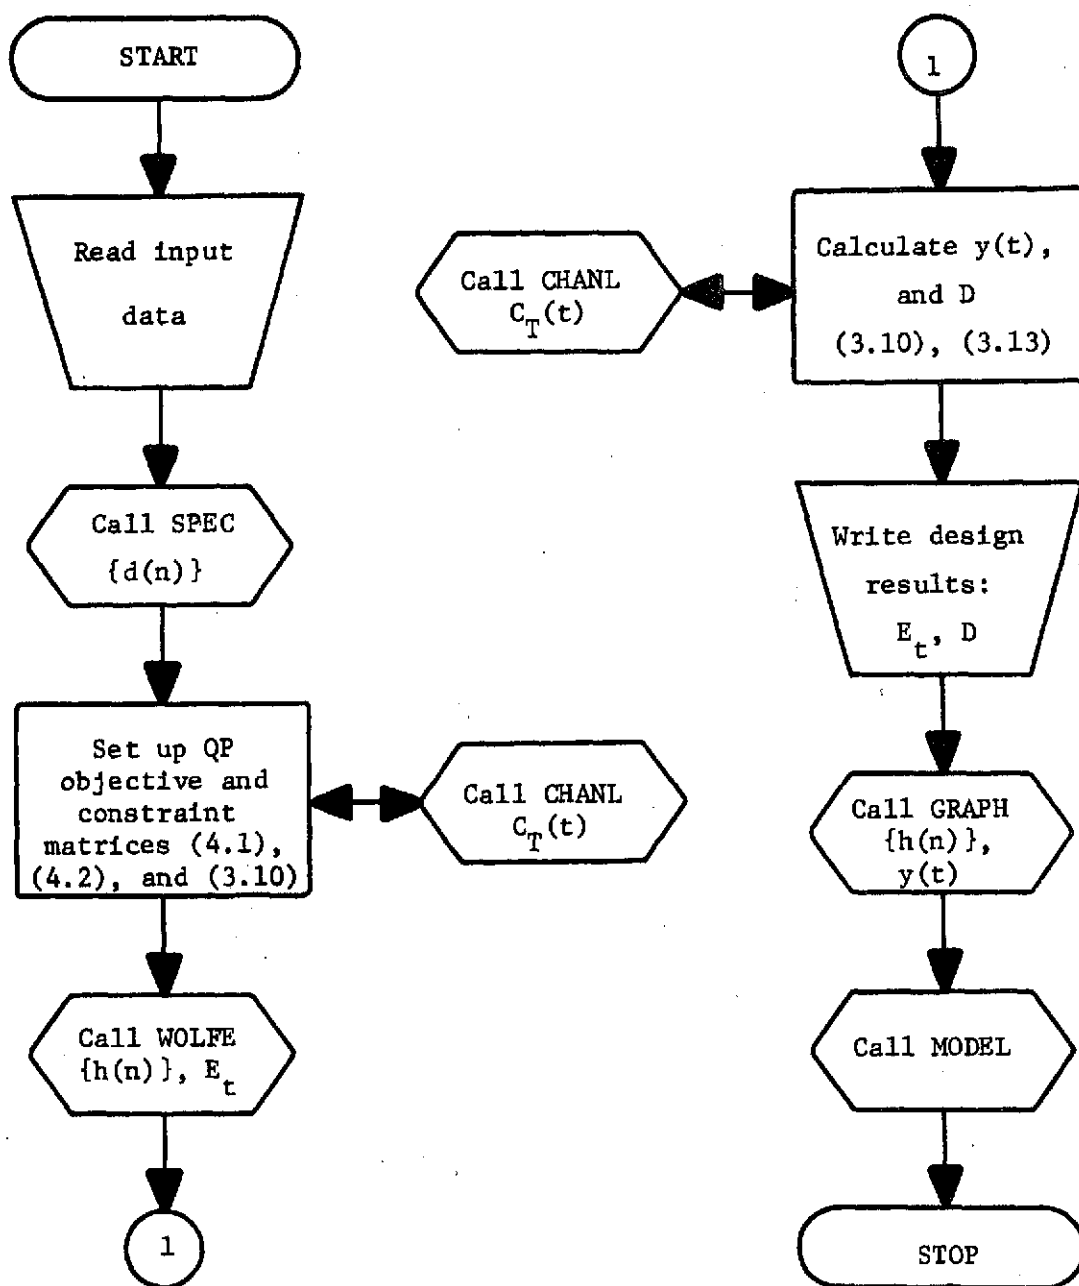 START
Read input
data
Call SPEC
{d(n)}
Set up QP
objective and
constraint
matrices (4.1),
(4.2), and (3.10)
Call CHANL
C_T(t)
Call WOLFE
{h(n)}, E_t
1
1
Calculate y(t),
and D
(3.10), (3.13)
Call CHANL
C_T(t)
Write design
results:
E_t, D
Call GRAPH
{h(n)},
y(t)
Call MODEL
STOP